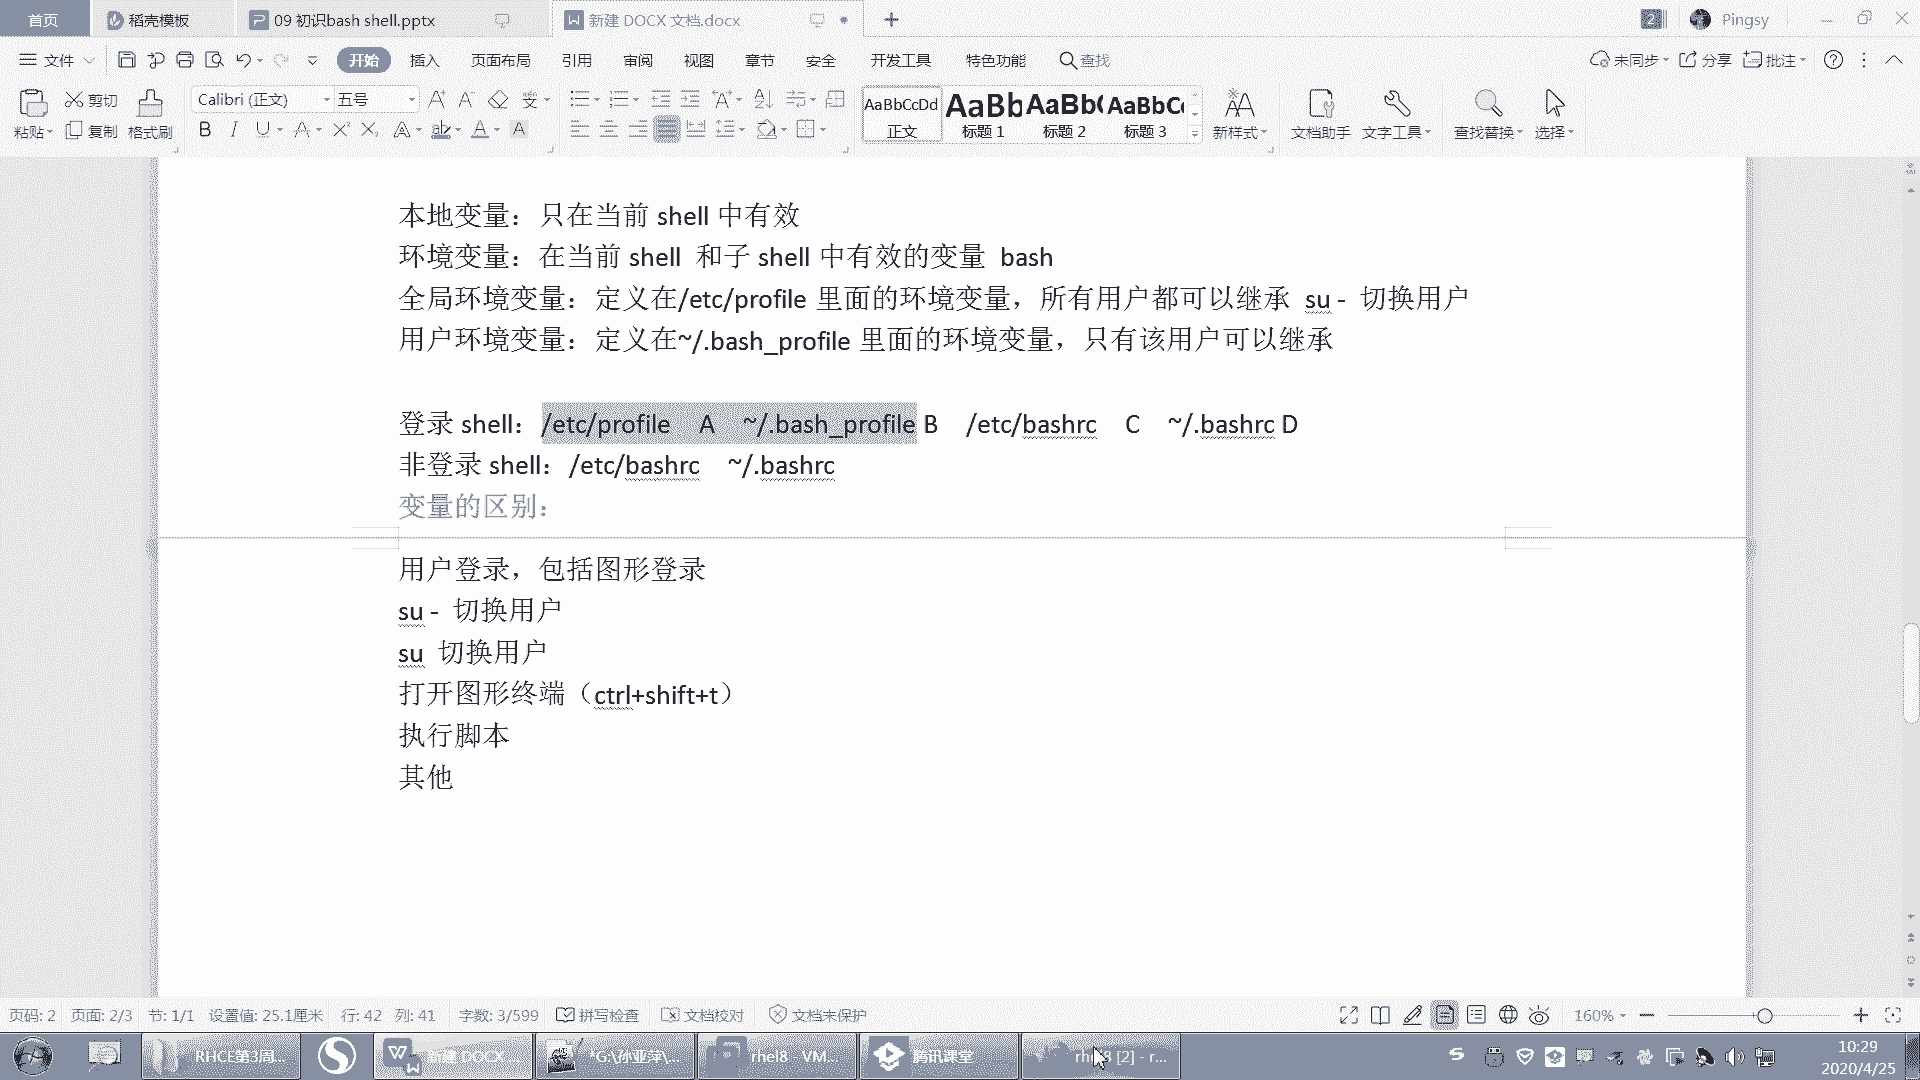 首页 稻壳模板 09 初识bash shell.pptx 新建 DOCX 文档.docx 2 Pingsy
文件 开始 插入 页面布局 引用 审阅 视图 章节 安全 开发工具 特色功能 查找 未同步 分享 批注
剪切 Calibri (正文) 五号 AaBbCcDd AaBb AaBb( AaBbC
粘贴 复制 格式刷 正文 标题 1 标题 2 标题 3 新样式 文档助手 文字工具 查找替换 选择
本地变量：只在当前 shell 中有效
环境变量：在当前 shell 和子 shell 中有效的变量 bash
全局环境变量：定义在/etc/profile 里面的环境变量，所有用户都可以继承 su - 切换用户
用户环境变量：定义在~/.bash_profile 里面的环境变量，只有该用户可以继承
登录 shell：/etc/profile A ~/.bash_profile B /etc/bashrc C ~/.bashrc D
非登录 shell：/etc/bashrc ~/.bashrc
变量的区别：
用户登录，包括图形登录
su - 切换用户
su 切换用户
打开图形终端（ctrl+shift+t）
执行脚本
其他
页码: 2 页面: 2/3 节: 1/1 设置值: 25.1厘米 行: 42 列: 41 字数: 3/599 拼写检查 文档校对 文档未保护 160%
RHCE第3周... 新建 DOCX ... *G:\孙亚萍\... rhel8 - VM... 腾讯课堂 [2] - r...
10:29
2020/4/25